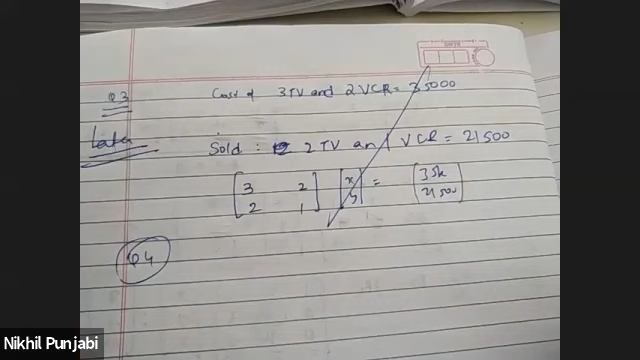 Q3
Cost of 3 TV and 2 VCR = 35000
Later
Sold : 2 TV an 1 VCR = 21500
3 2 x = 35k
2 1 y 21500
Q4
Nikhil Punjabi